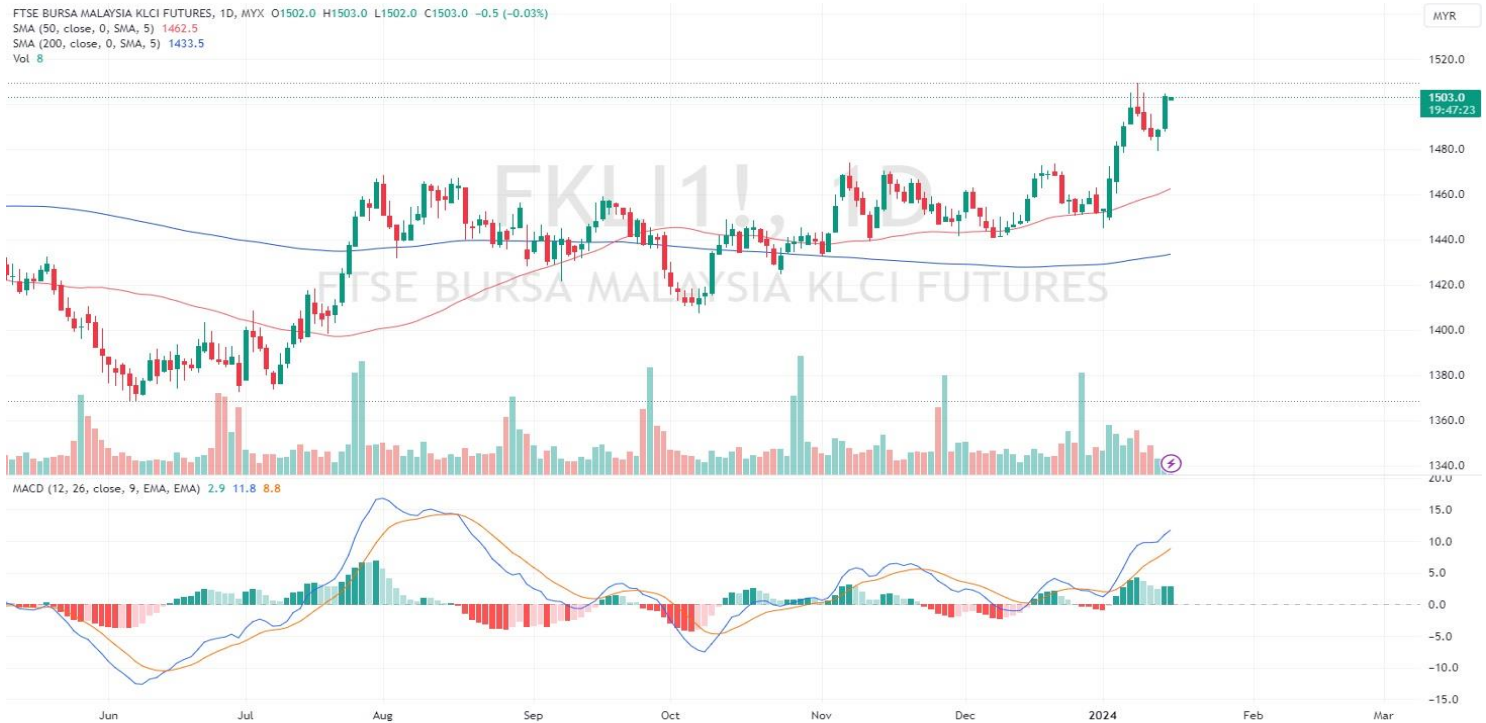 FTSE BURSA MALAYSIA KLCI FUTURES, 1D, MYX O1502.0 H1503.0 L1502.0 C1503.0 −0.5 (−0.03%)
MYR
SMA (50, close, 0, SMA, 5) 1462.5
SMA (200, close, 0, SMA, 5) 1433.5
Vol 8
1520.0
1503.0
19:47:23
1480.0
1460.0
FKLI1!, 1D
1440.0
FTSE BURSA MALAYSIA KLCI FUTURES
1420.0
1400.0
1380.0
1360.0
1340.0
20.0
MACD (12, 26, close, 9, EMA, EMA) 2.9 11.8 8.8
15.0
10.0
5.0
0.0
−5.0
−10.0
−15.0
Jun Jul Aug Sep Oct Nov Dec 2024 Feb Mar